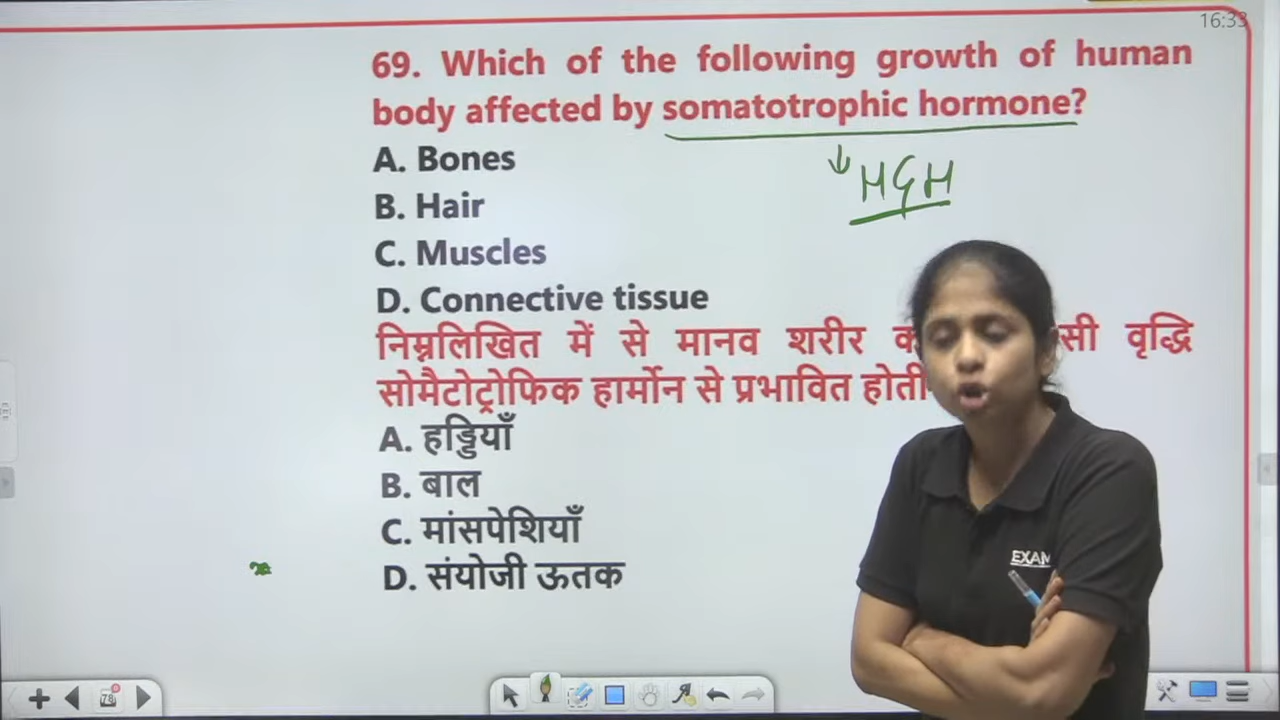 16:33
69. Which of the following growth of human
body affected by somatotrophic hormone?
HGH
A. Bones
B. Hair
C. Muscles
D. Connective tissue
निम्नलिखित में से मानव शरीर सी वृद्धि
सोमैटोट्रोफिक हार्मोन से प्रभावित होती
A. हड्डियाँ
B. बाल
C. मांसपेशियाँ
D. संयोजी ऊतक
EXAM
78